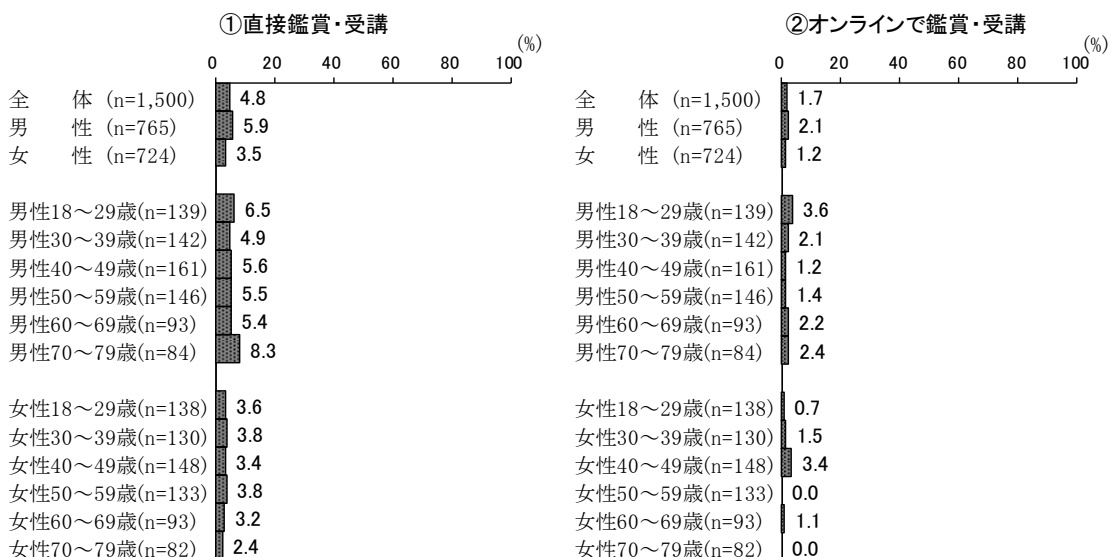 ①直接鑑賞・受講
(%)
0 20 40 60 80 100
全 体 (n=1,500) 4.8
男 性 (n=765) 5.9
女 性 (n=724) 3.5
男性18～29歳(n=139) 6.5
男性30～39歳(n=142) 4.9
男性40～49歳(n=161) 5.6
男性50～59歳(n=146) 5.5
男性60～69歳(n=93) 5.4
男性70～79歳(n=84) 8.3
女性18～29歳(n=138) 3.6
女性30～39歳(n=130) 3.8
女性40～49歳(n=148) 3.4
女性50～59歳(n=133) 3.8
女性60～69歳(n=93) 3.2
女性70～79歳(n=82) 2.4
②オンラインで鑑賞・受講
(%)
0 20 40 60 80 100
全 体 (n=1,500) 1.7
男 性 (n=765) 2.1
女 性 (n=724) 1.2
男性18～29歳(n=139) 3.6
男性30～39歳(n=142) 2.1
男性40～49歳(n=161) 1.2
男性50～59歳(n=146) 1.4
男性60～69歳(n=93) 2.2
男性70～79歳(n=84) 2.4
女性18～29歳(n=138) 0.7
女性30～39歳(n=130) 1.5
女性40～49歳(n=148) 3.4
女性50～59歳(n=133) 0.0
女性60～69歳(n=93) 1.1
女性70～79歳(n=82) 0.0